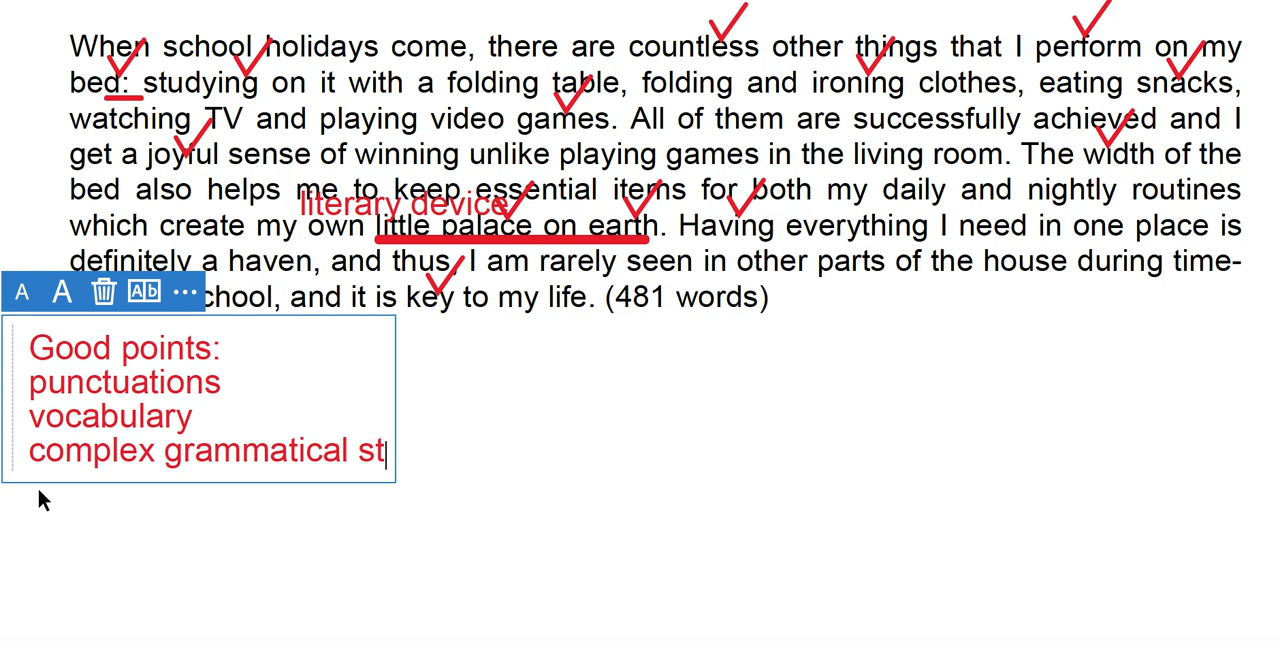 When school holidays come, there are countless other things that I perform on my
bed: studying on it with a folding table, folding and ironing clothes, eating snacks,
watching TV and playing video games. All of them are successfully achieved and I
get a joyful sense of winning unlike playing games in the living room. The width of the
bed also helps me to keep essential items for both my daily and nightly routines
literary device
which create my own little palace on earth. Having everything I need in one place is
definitely a haven, and thus, I am rarely seen in other parts of the house during time-
chool, and it is key to my life. (481 words)
A A Ab ...
Good points:
punctuations
vocabulary
complex grammatical st